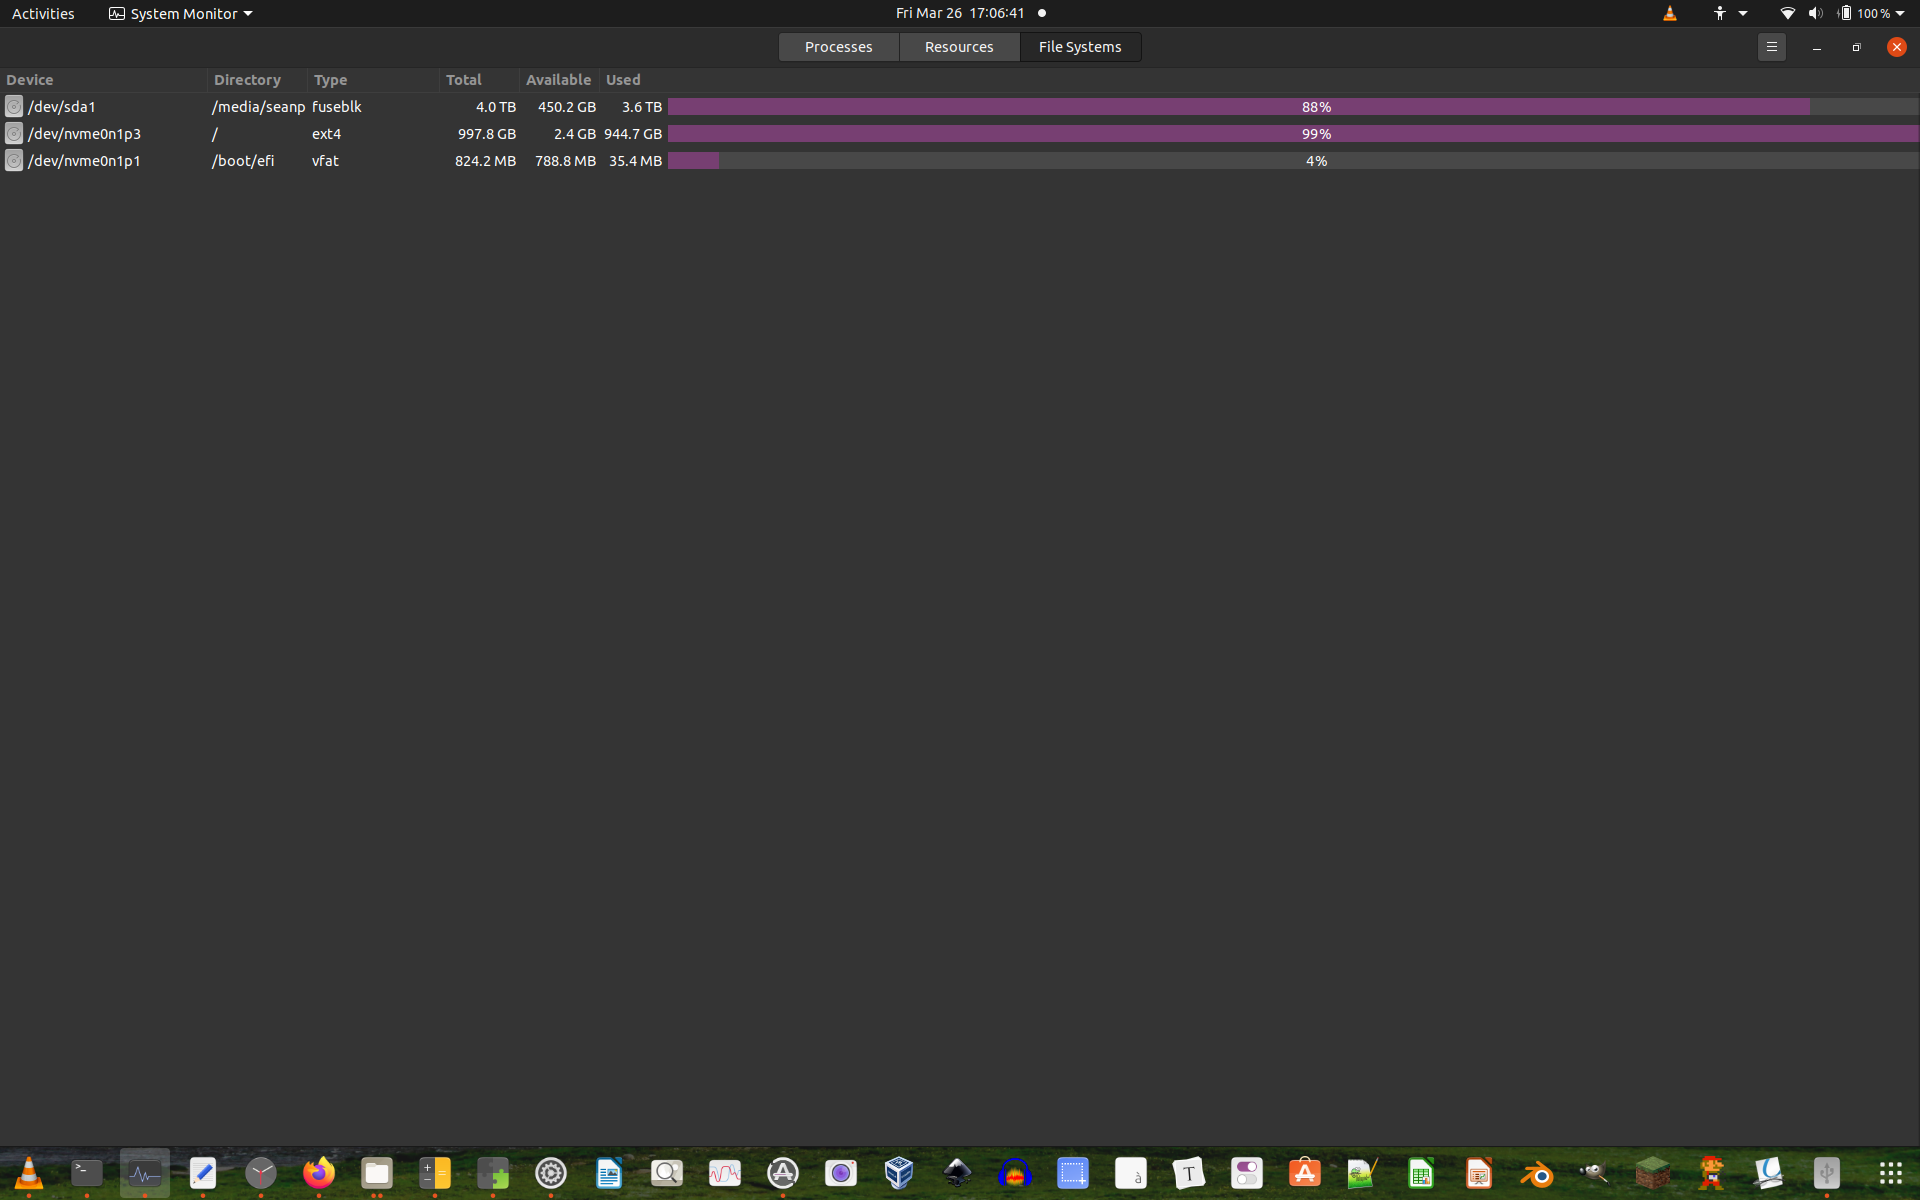 Activities System Monitor Fri Mar 26 17:06:41 100 %
Processes Resources File Systems
Device Directory Type Total Available Used
/dev/sda1 /media/seanp fuseblk 4.0 TB 450.2 GB 3.6 TB 88%
/dev/nvme0n1p3 / ext4 997.8 GB 2.4 GB 944.7 GB 99%
/dev/nvme0n1p1 /boot/efi vfat 824.2 MB 788.8 MB 35.4 MB 4%